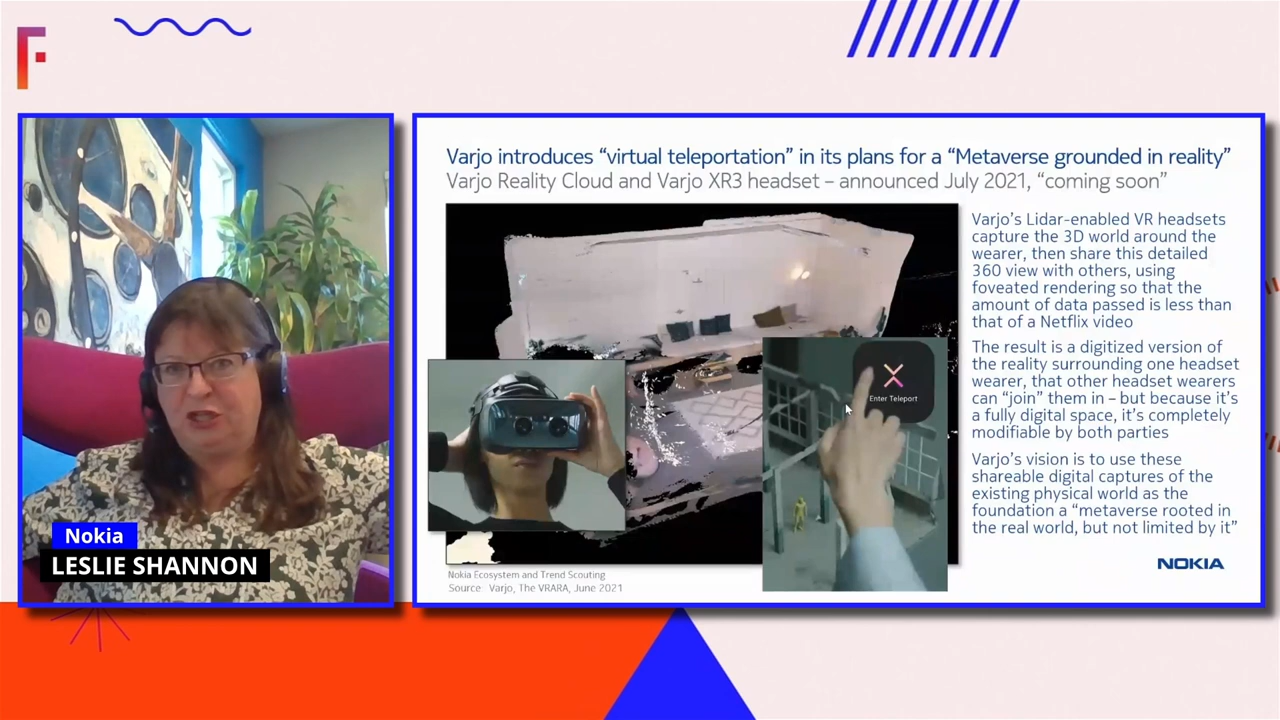 F
Nokia
LESLIE SHANNON
Varjo introduces “virtual teleportation” in its plans for a “Metaverse grounded in reality”
Varjo Reality Cloud and Varjo XR3 headset – announced July 2021, “coming soon”
Enter Teleport
Varjo’s Lidar-enabled VR headsets
capture the 3D world around the
wearer, then share this detailed
360 view with others, using
foveated rendering so that the
amount of data passed is less than
that of a Netflix video
The result is a digitized version of
the reality surrounding one headset
wearer, that other headset wearers
can “join” them in – but because it’s
a fully digital space, it’s completely
modifiable by both parties
Varjo’s vision is to use these
shareable digital captures of the
existing physical world as the
foundation a “metaverse rooted in
the real world, but not limited by it”
Nokia Ecosystem and Trend Scouting
Source: Varjo, The VRARA, June 2021
NOKIA